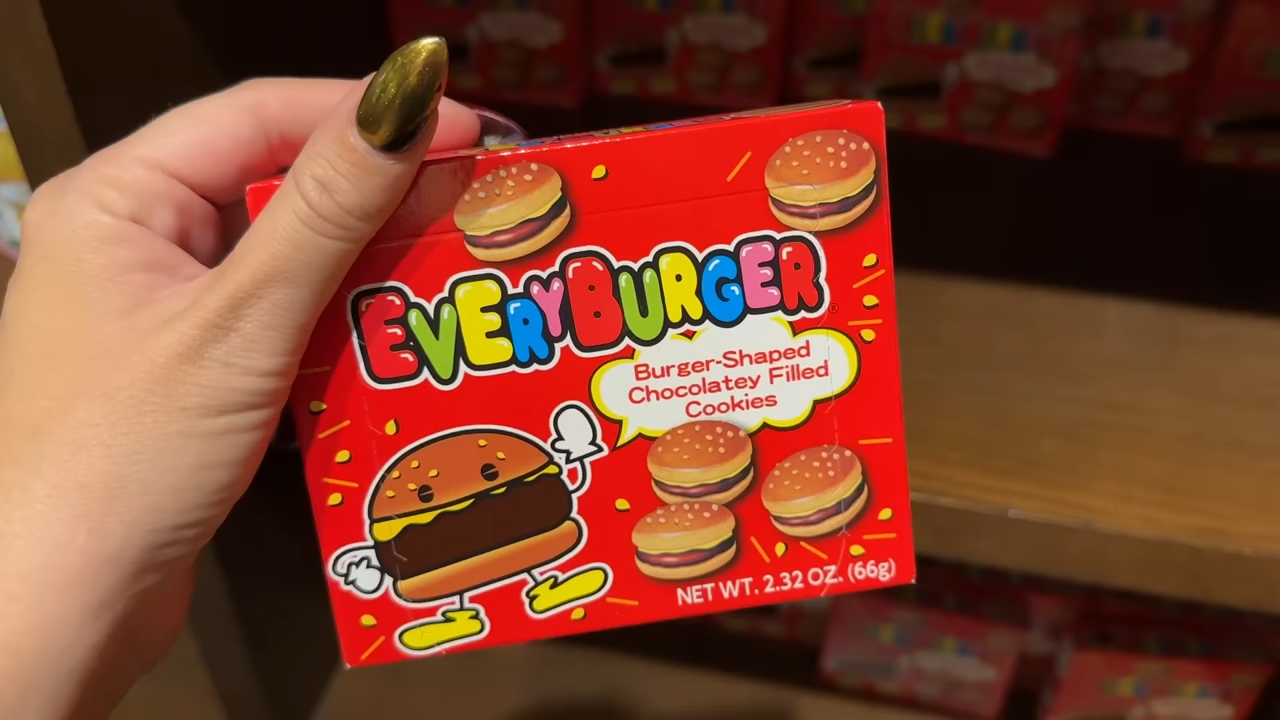 EVERYBURGER®
Burger-Shaped
Chocolatey Filled
Cookies
NET WT. 2.32 OZ. (66g)